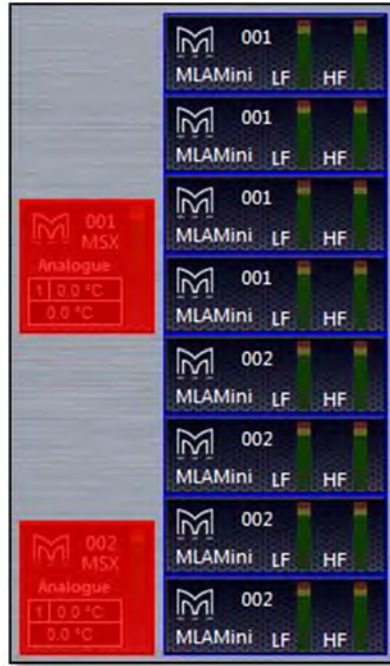 001
MLAMini LF HF
001
MLAMini LF HF
001
MLAMini LF HF
001
MSX
Analogue
1 0.0 °C
0.0 °C
001
MLAMini LF HF
002
MLAMini LF HF
002
MLAMini LF HF
002
MLAMini LF HF
002
MSX
Analogue
1 0.0 °C
0.0 °C
002
MLAMini LF HF